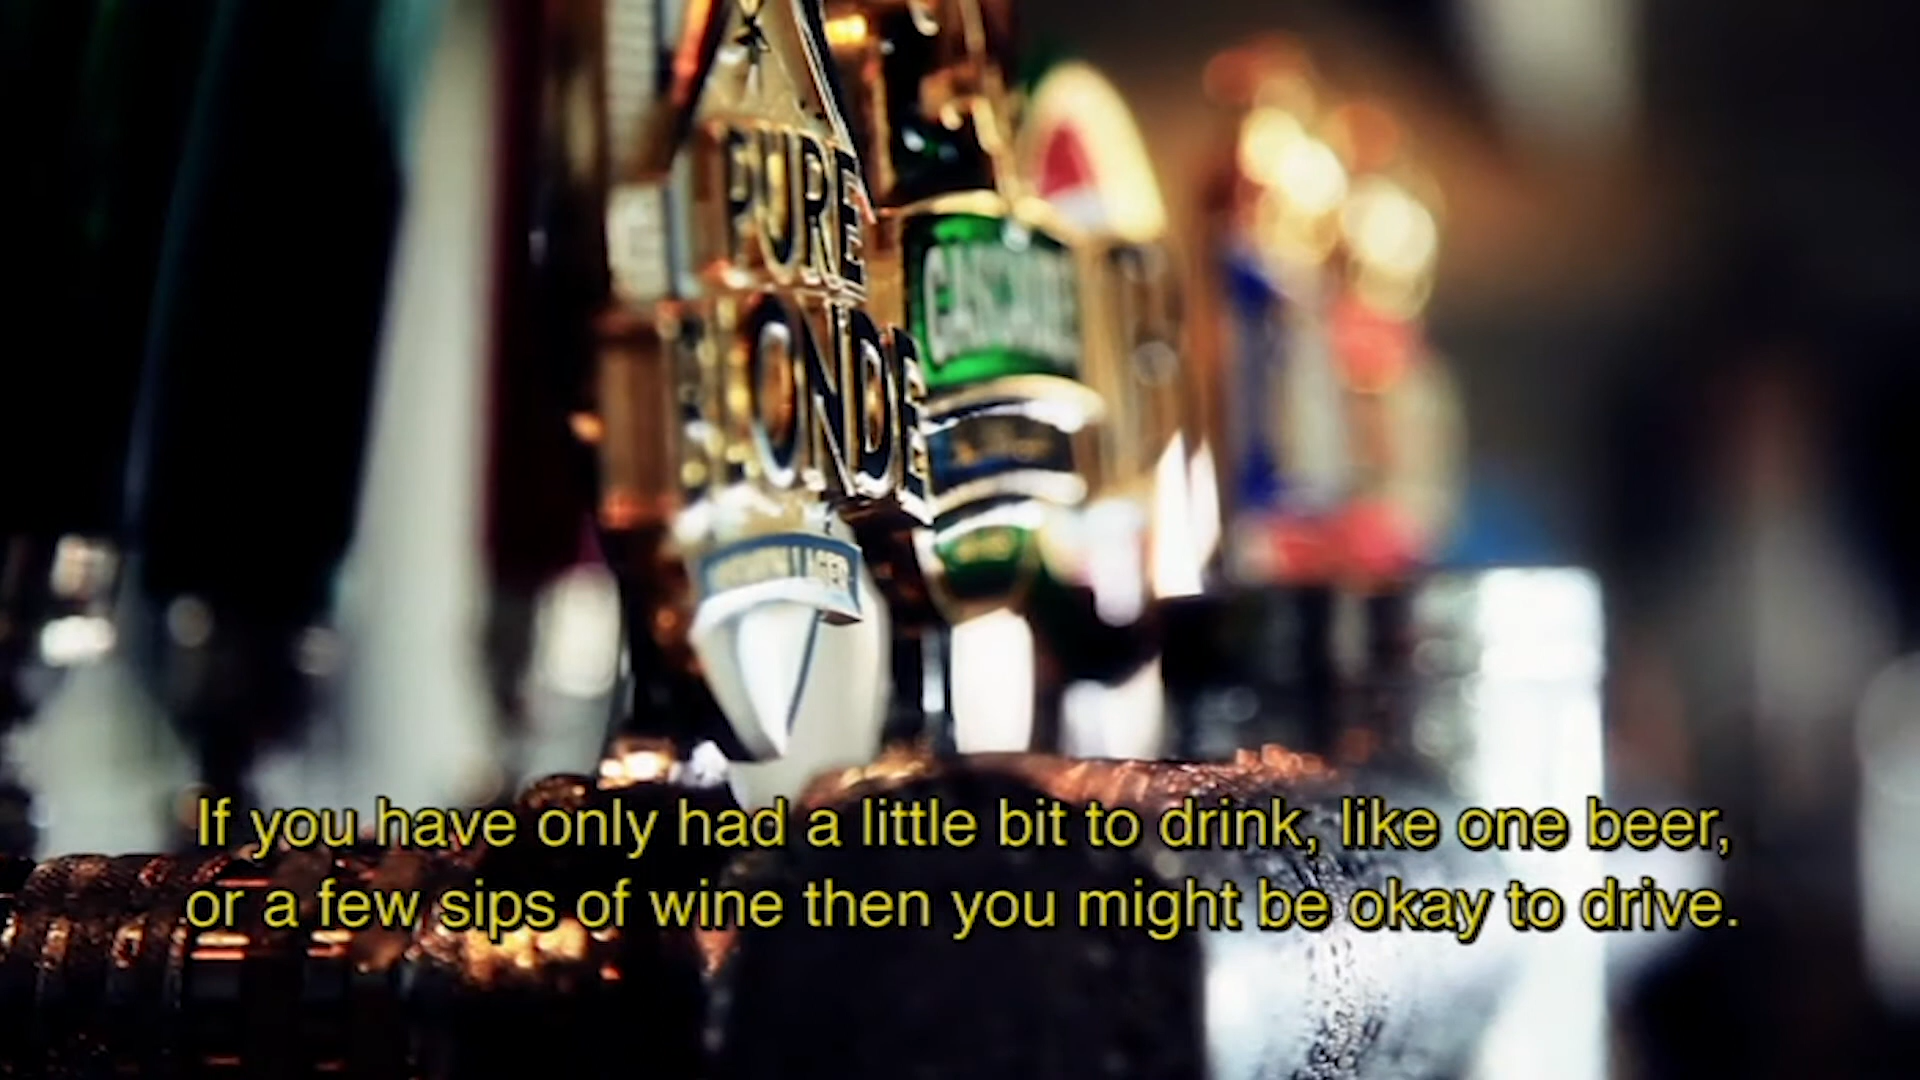 PURE
BLONDE
CASCADE
LAGER
If you have only had a little bit to drink, like one beer,
or a few sips of wine then you might be okay to drive.